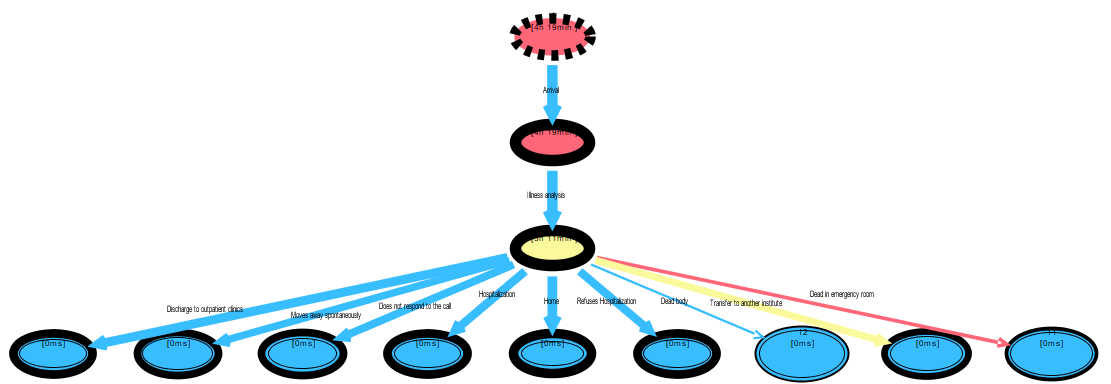 [4h 19min ]
Arrival
[4h 19min ]
Illness analysis
11min ]
Discharge to outpatient clinics
Moves away spontaneously
Does not respond to the call
Hospitalization
Home
Refuses Hospitalization
Dead body
Transfer to another institute
Dead in emergency room
[0ms]
[0ms]
[0ms]
[0ms]
[0ms]
[0ms]
12
[0ms]
[0ms]
11
[0ms]